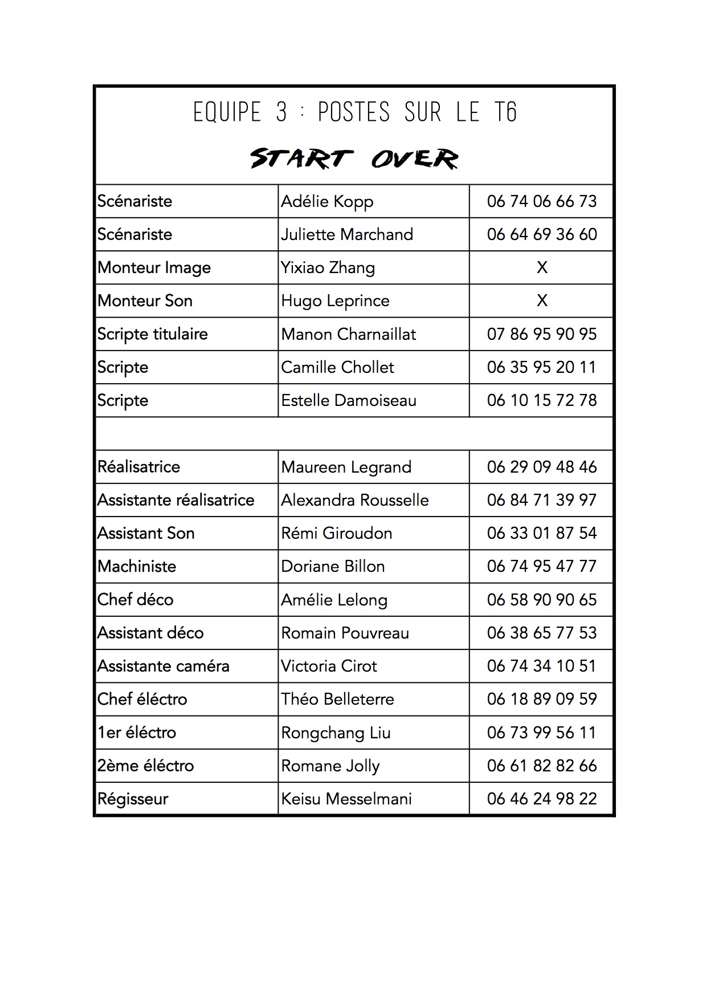 EQUIPE 3 : POSTES SUR LE T6
START OVER
Scénariste Adélie Kopp 06 74 06 66 73
Scénariste Juliette Marchand 06 64 69 36 60
Monteur Image Yixiao Zhang X
Monteur Son Hugo Leprince X
Scripte titulaire Manon Charnaillat 07 86 95 90 95
Scripte Camille Chollet 06 35 95 20 11
Scripte Estelle Damoiseau 06 10 15 72 78
Réalisatrice Maureen Legrand 06 29 09 48 46
Assistante réalisatrice Alexandra Rousselle 06 84 71 39 97
Assistant Son Rémi Giroudon 06 33 01 87 54
Machiniste Doriane Billon 06 74 95 47 77
Chef déco Amélie Lelong 06 58 90 90 65
Assistant déco Romain Pouvreau 06 38 65 77 53
Assistante caméra Victoria Cirot 06 74 34 10 51
Chef éléctro Théo Belleterre 06 18 89 09 59
1er éléctro Rongchang Liu 06 73 99 56 11
2ème éléctro Romane Jolly 06 61 82 82 66
Régisseur Keisu Messelmani 06 46 24 98 22